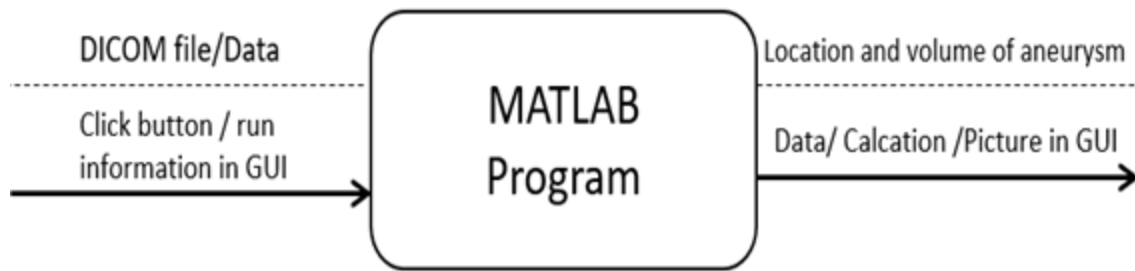 DICOM file/Data
Click button / run
information in GUI
MATLAB
Program
Location and volume of aneurysm
Data/ Calcation /Picture in GUI